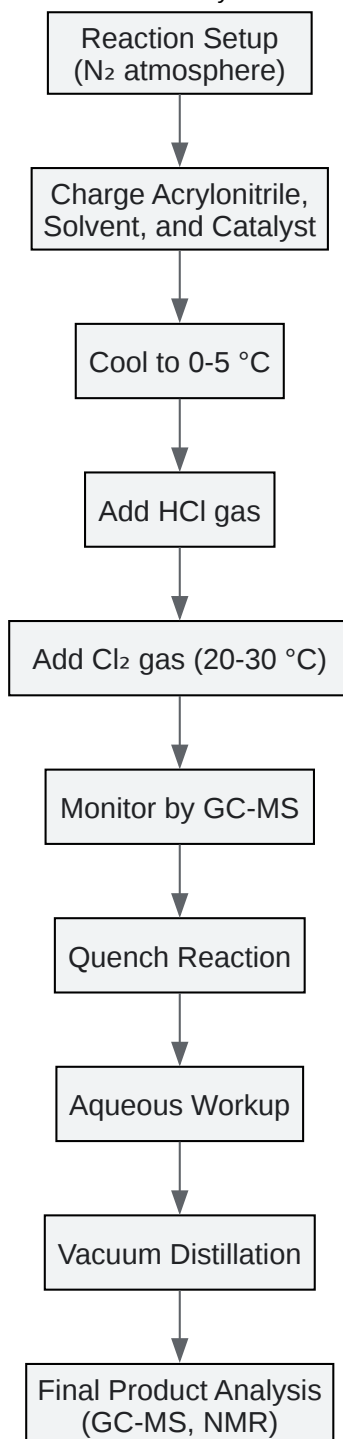 Reaction Setup
(N₂ atmosphere)
Charge Acrylonitrile,
Solvent, and Catalyst
Cool to 0-5 °C
Add HCl gas
Add Cl₂ gas (20-30 °C)
Monitor by GC-MS
Quench Reaction
Aqueous Workup
Vacuum Distillation
Final Product Analysis
(GC-MS, NMR)